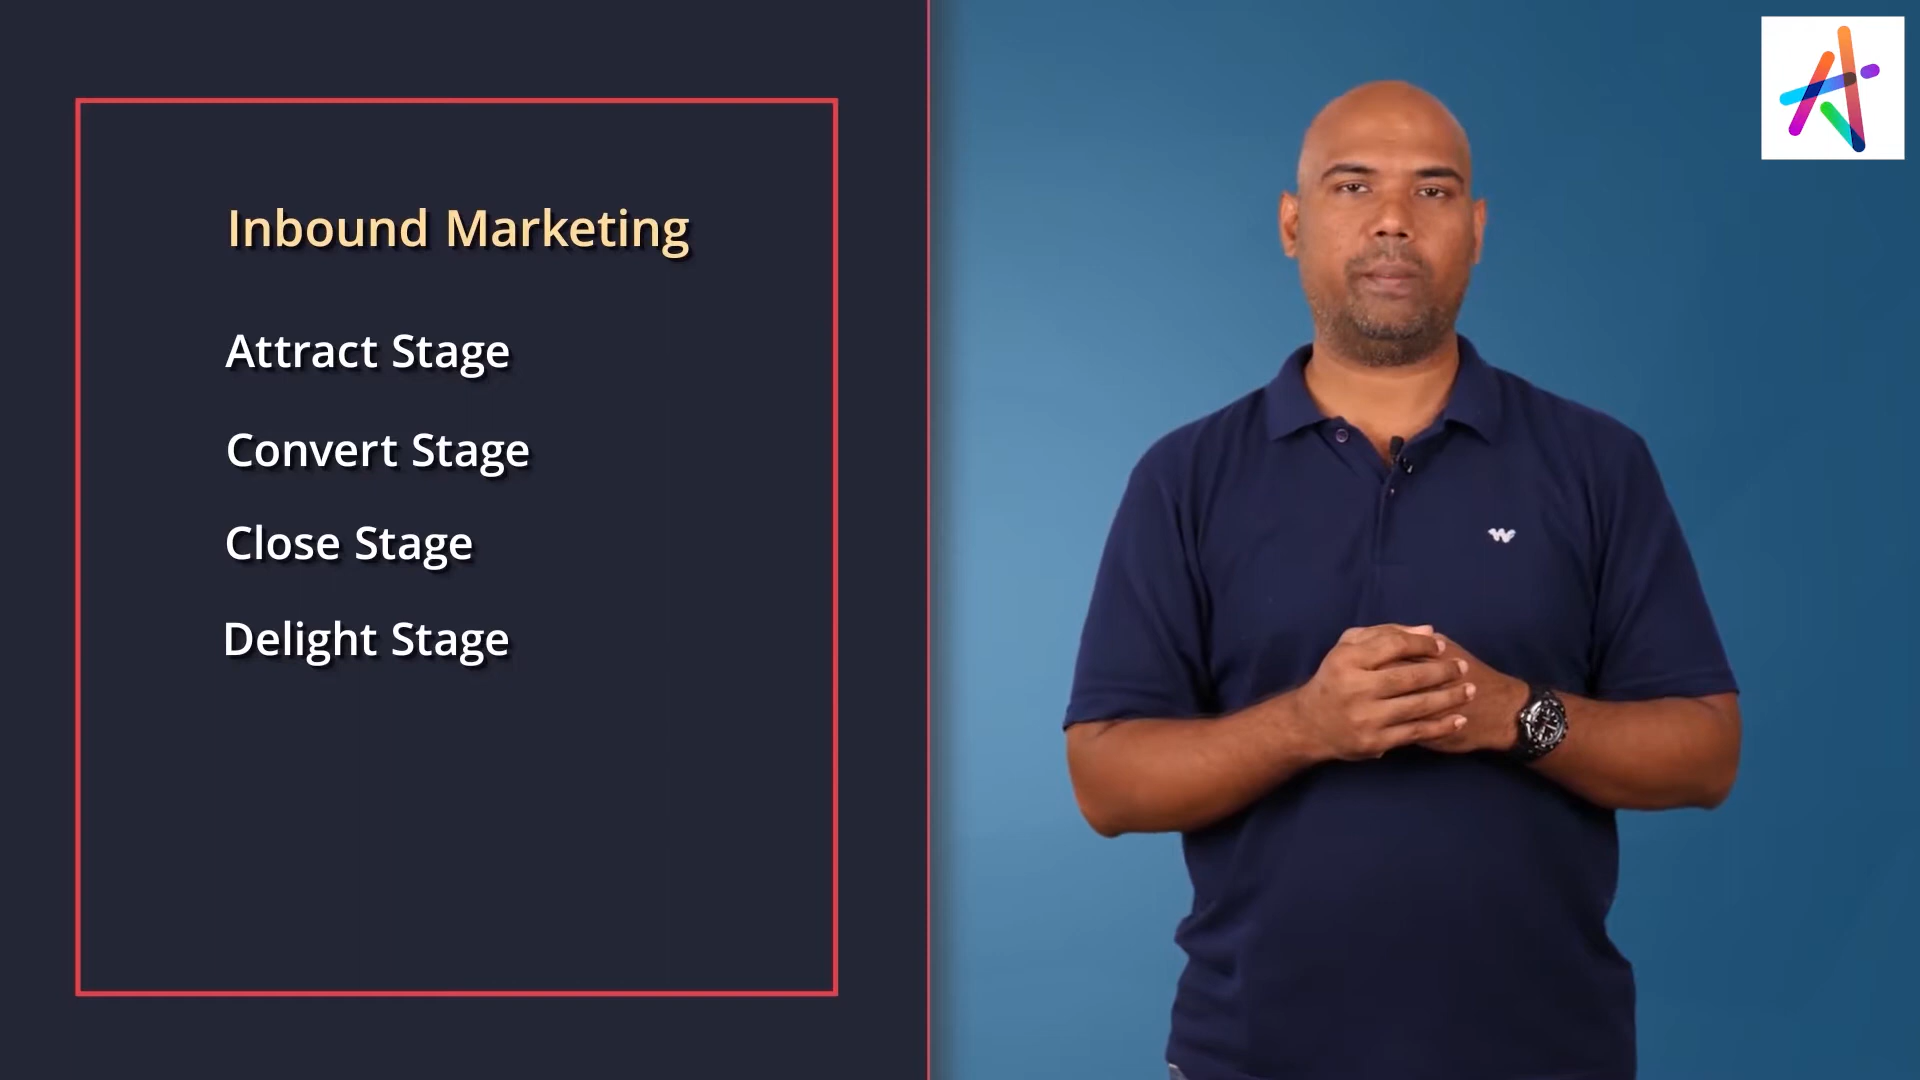 Inbound Marketing
Attract Stage
Convert Stage
Close Stage
Delight Stage